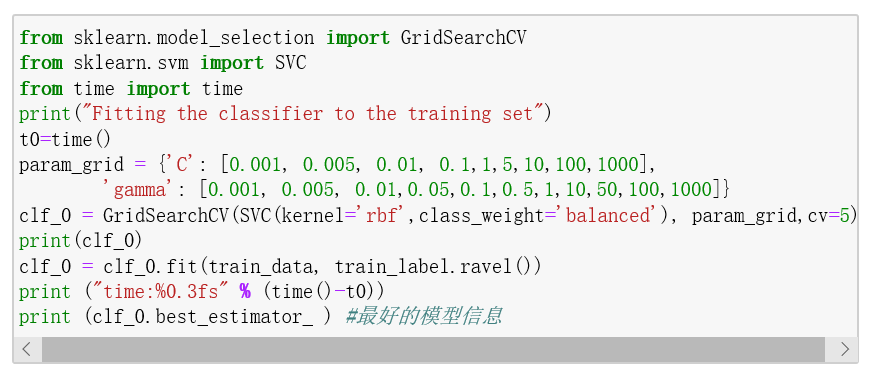 from sklearn.model_selection import GridSearchCV
from sklearn.svm import SVC
from time import time
print("Fitting the classifier to the training set")
t0=time()
param_grid = {'C': [0.001, 0.005, 0.01, 0.1,1,5,10,100,1000],
        'gamma': [0.001, 0.005, 0.01,0.05,0.1,0.5,1,10,50,100,1000]}
clf_0 = GridSearchCV(SVC(kernel='rbf',class_weight='balanced'), param_grid,cv=5)
print(clf_0)
clf_0 = clf_0.fit(train_data, train_label.ravel())
print ("time:%0.3fs" % (time()-t0))
print (clf_0.best_estimator_ ) #最好的模型信息